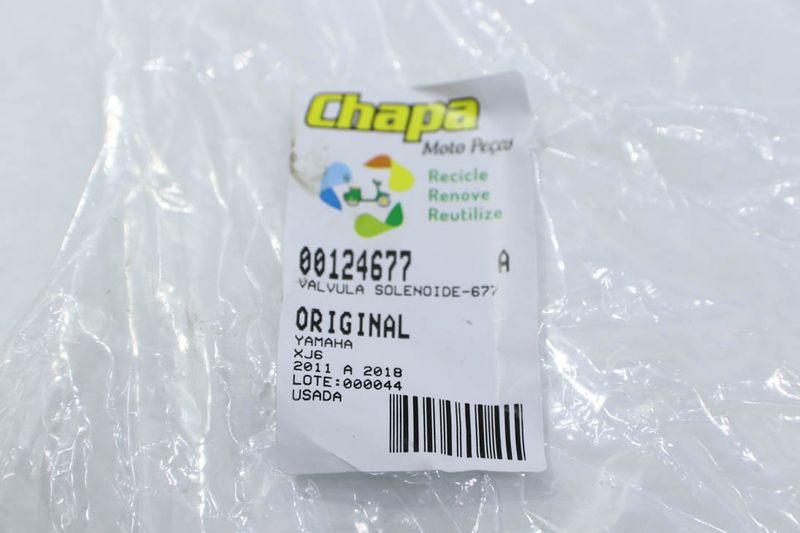 Chapa
Moto Peças
Recicle
Renove
Reutilize
00124677 A
VALVULA SOLENOIDE-677
ORIGINAL
YAMAHA
XJ6
2011 A 2018
LOTE:000044
USADA